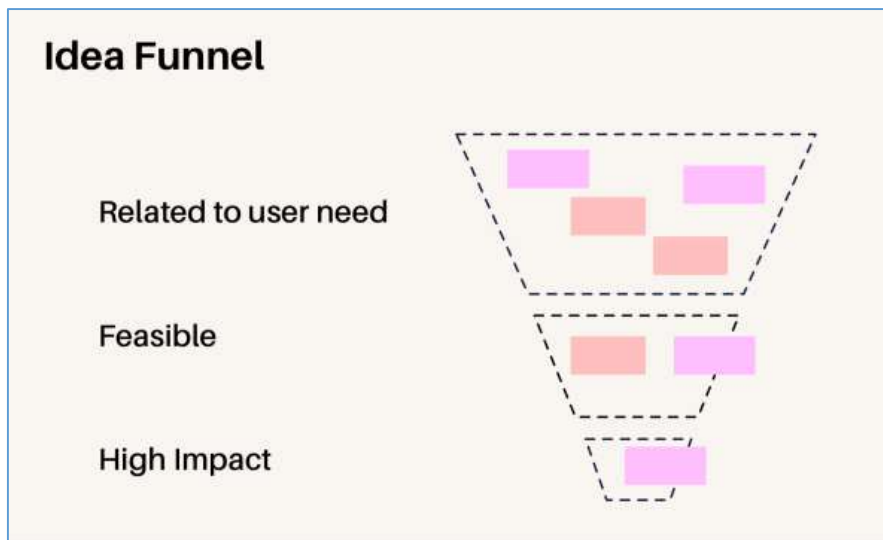 Idea Funnel
Related to user need
Feasible
High Impact